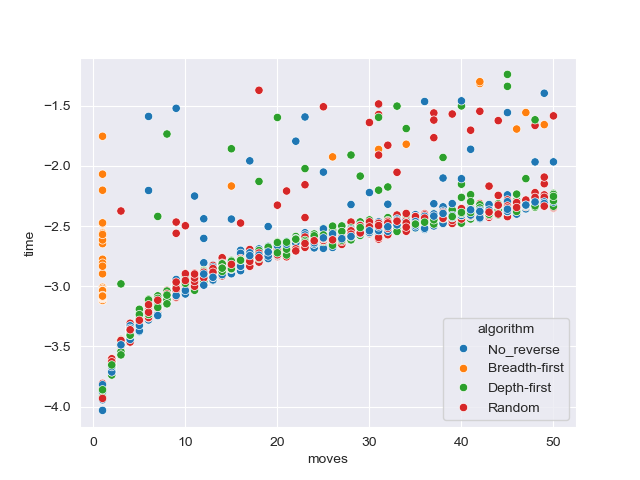 −1.5
−2.0
−2.5
−3.0
−3.5
−4.0
time
0
10
20
30
40
50
moves
algorithm
No_reverse
Breadth-first
Depth-first
Random